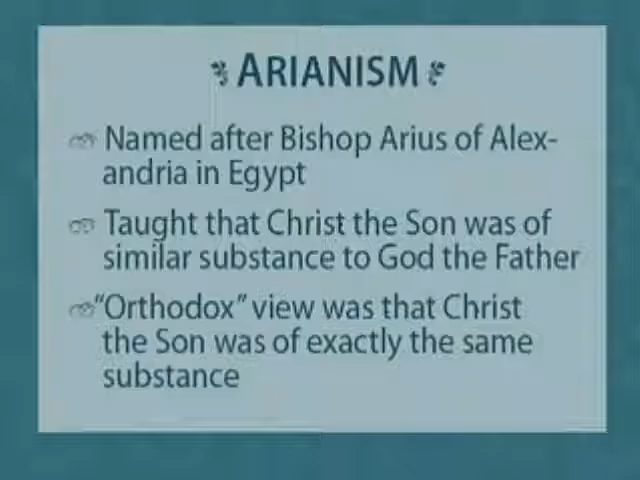 ARIANISM
Named after Bishop Arius of Alex-
andria in Egypt
Taught that Christ the Son was of
similar substance to God the Father
"Orthodox" view was that Christ
the Son was of exactly the same
substance